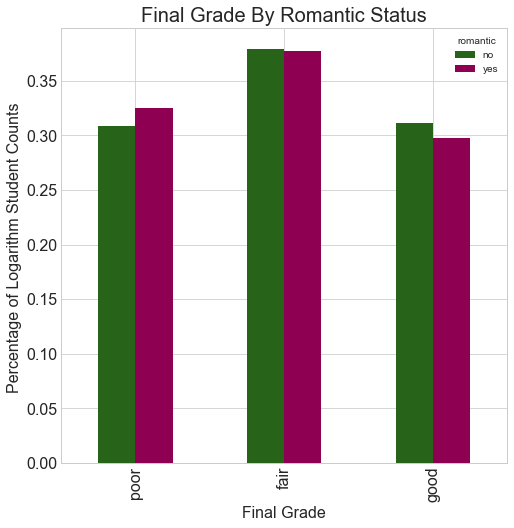 Final Grade By Romantic Status
romantic
no
yes
Percentage of Logarithm Student Counts
0.35
0.30
0.25
0.20
0.15
0.10
0.05
0.00
poor
fair
good
Final Grade